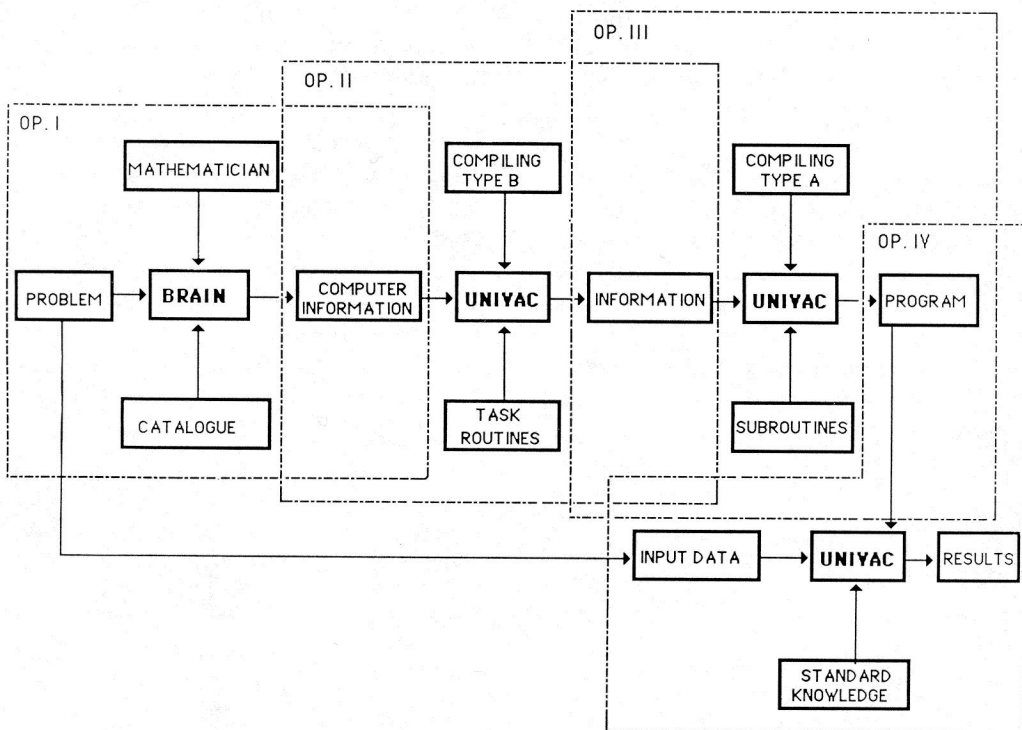 OP. III
OP. II
OP. I
MATHEMATICIAN
COMPILING
TYPE B
COMPILING
TYPE A
OP. IV
PROBLEM
BRAIN
COMPUTER
INFORMATION
UNIVAC
INFORMATION
UNIVAC
PROGRAM
CATALOGUE
TASK
ROUTINES
SUBROUTINES
INPUT DATA
UNIVAC
RESULTS
STANDARD
KNOWLEDGE